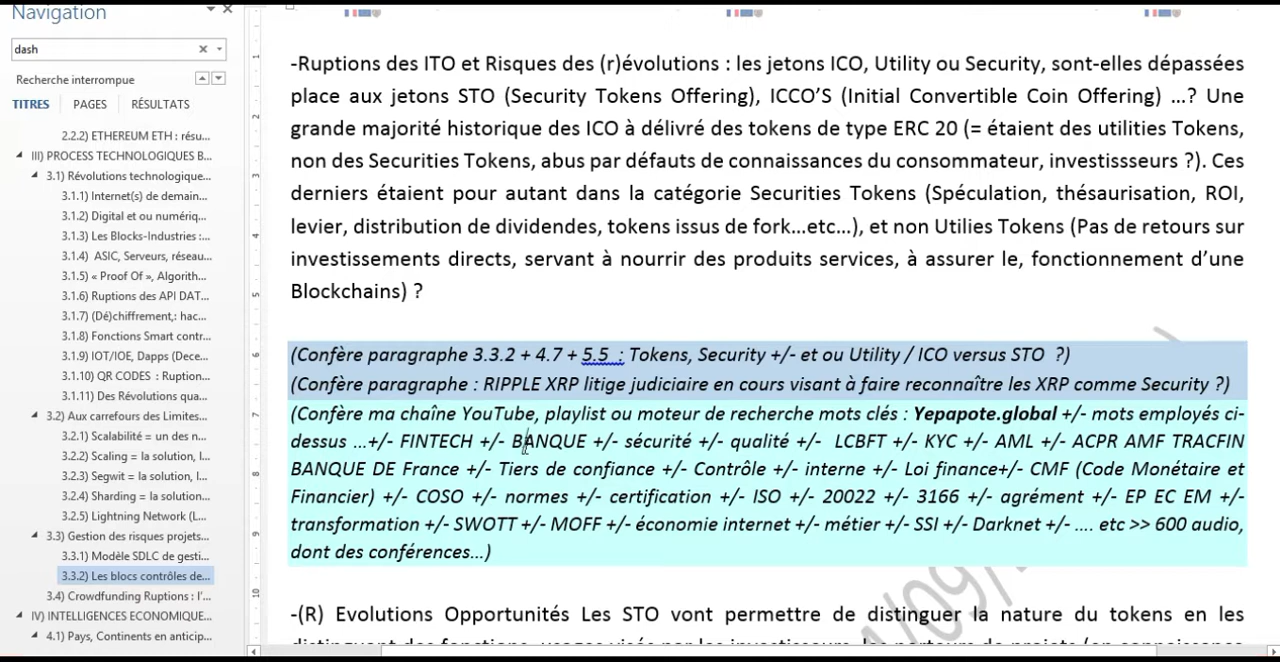 Navigation
dash
Recherche interrompue
TITRES PAGES RÉSULTATS
2.2.2) ETHEREUM ETH : résu...
III) PROCESS TECHNOLOGIQUES B...
3.1) Révolutions technologique...
3.1.1) Internet(s) de demain...
3.1.2) Digital et ou numériq...
3.1.3) Les Blocks-Industries :...
3.1.4) ASIC, Serveurs, réseau...
3.1.5) « Proof Of », Algorith...
3.1.6) Ruptions des API DAT...
3.1.7) (Dé)chiffrement,: hac...
3.1.8) Fonctions Smart contr...
3.1.9) IOT/IOE, Dapps (Dece...
3.1.10) QR CODES : Ruption...
3.1.11) Des Révolutions qua...
3.2) Aux carrefours des Limites...
3.2.1) Scalabilité = un des n...
3.2.2) Scaling = la solution, l...
3.2.3) Segwit = la solution, l...
3.2.4) Sharding = la solution...
3.2.5) Lightning Network (L...
3.3) Gestion des risques projets...
3.3.1) Modèle SDLC de gesti...
3.3.2) Les blocs contrôles de...
3.4) Crowdfunding Ruptions : l'...
IV) INTELLIGENCES ECONOMIQUE...
4.1) Pays, Continents en anticip...
-Ruptions des ITO et Risques des (r)évolutions : les jetons ICO, Utility ou Security, sont-elles dépassées
place aux jetons STO (Security Tokens Offering), ICCO'S (Initial Convertible Coin Offering) ...? Une
grande majorité historique des ICO à délivré des tokens de type ERC 20 (= étaient des utilities Tokens,
non des Securities Tokens, abus par défauts de connaissances du consommateur, investissseurs ?). Ces
derniers étaient pour autant dans la catégorie Securities Tokens (Spéculation, thésaurisation, ROI,
levier, distribution de dividendes, tokens issus de fork...etc...), et non Utilies Tokens (Pas de retours sur
investissements directs, servant à nourrir des produits services, à assurer le, fonctionnement d'une
Blockchains) ?
(Confère paragraphe 3.3.2 + 4.7 + 5.5 : Tokens, Security +/- et ou Utility / ICO versus STO ?)
(Confère paragraphe : RIPPLE XRP litige judiciaire en cours visant à faire reconnaître les XRP comme Security ?)
(Confère ma chaîne YouTube, playlist ou moteur de recherche mots clés : Yepapote.global +/- mots employés ci-
dessus ...+/- FINTECH +/- BANQUE +/- sécurité +/- qualité +/- LCBFT +/- KYC +/- AML +/- ACPR AMF TRACFIN
BANQUE DE France +/- Tiers de confiance +/- Contrôle +/- interne +/- Loi finance+/- CMF (Code Monétaire et
Financier) +/- COSO +/- normes +/- certification +/- ISO +/- 20022 +/- 3166 +/- agrément +/- EP EC EM +/-
transformation +/- SWOTT +/- MOFF +/- économie internet +/- métier +/- SSI +/- Darknet +/- .... etc >> 600 audio,
dont des conférences...)
-(R) Evolutions Opportunités Les STO vont permettre de distinguer la nature du tokens en les